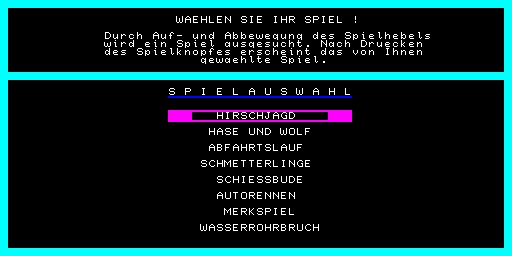 WAEHLEN SIE IHR SPIEL !
Durch Auf- und Abbewegung des Spielhebels
wird ein Spiel ausgesucht. Nach Druecken
des Spielknopfes erscheint das von Ihnen
gewaehlte Spiel.
S P I E L A U S W A H L
HIRSCHJAGD
HASE UND WOLF
ABFAHRTSLAUF
SCHMETTERLINGE
SCHIESSBUDE
AUTORENNEN
MERKSPIEL
WASSERROHRBRUCH